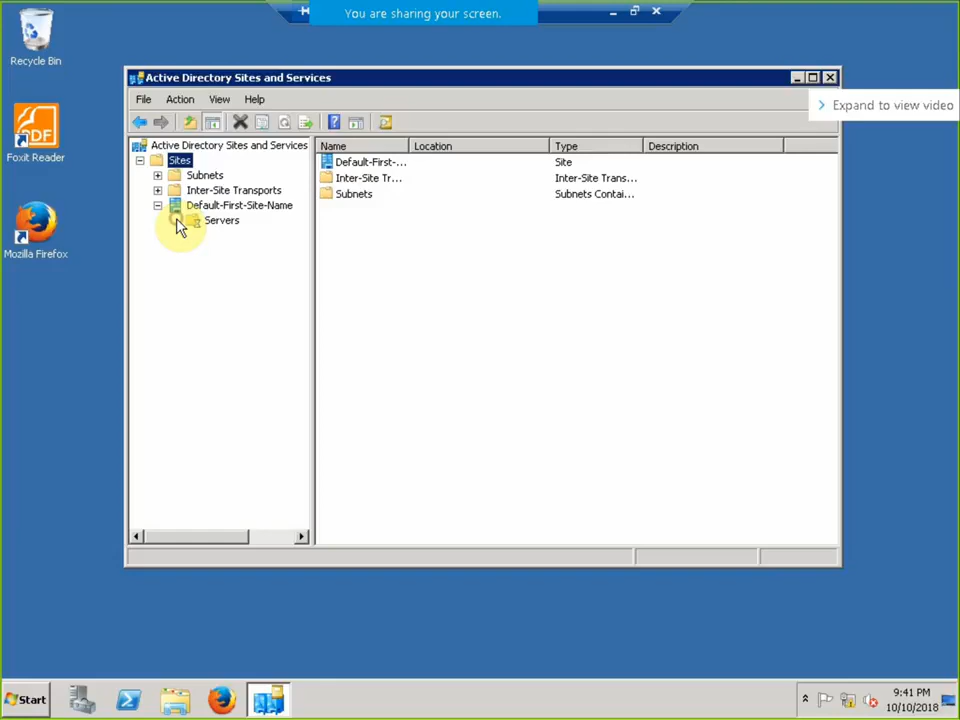 You are sharing your screen.
Recycle Bin
Active Directory Sites and Services
File Action View Help
Expand to view video
PDF
Foxit Reader
Active Directory Sites and Services
Sites
Subnets
Inter-Site Transports
Default-First-Site-Name
Servers
Name Location Type Description
Default-First-... Site
Inter-Site Tr... Inter-Site Trans...
Subnets Subnets Contai...
Mozilla Firefox
Start
9:41 PM
10/10/2018